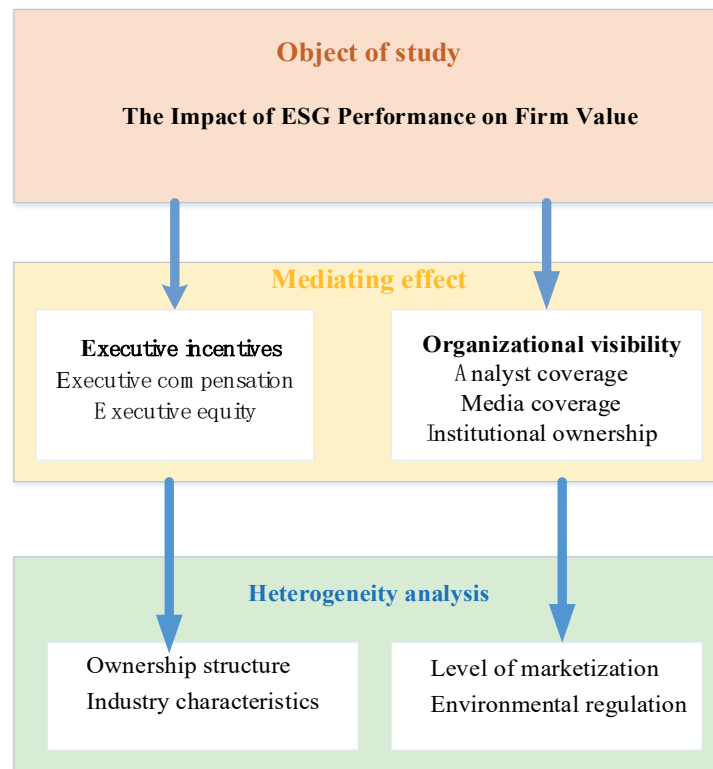 Object of study
The Impact of ESG Performance on Firm Value
Mediating effect
Executive incentives
Executive compensation
Executive equity
Organizational visibility
Analyst coverage
Media coverage
Institutional ownership
Heterogeneity analysis
Ownership structure
Industry characteristics
Level of marketization
Environmental regulation